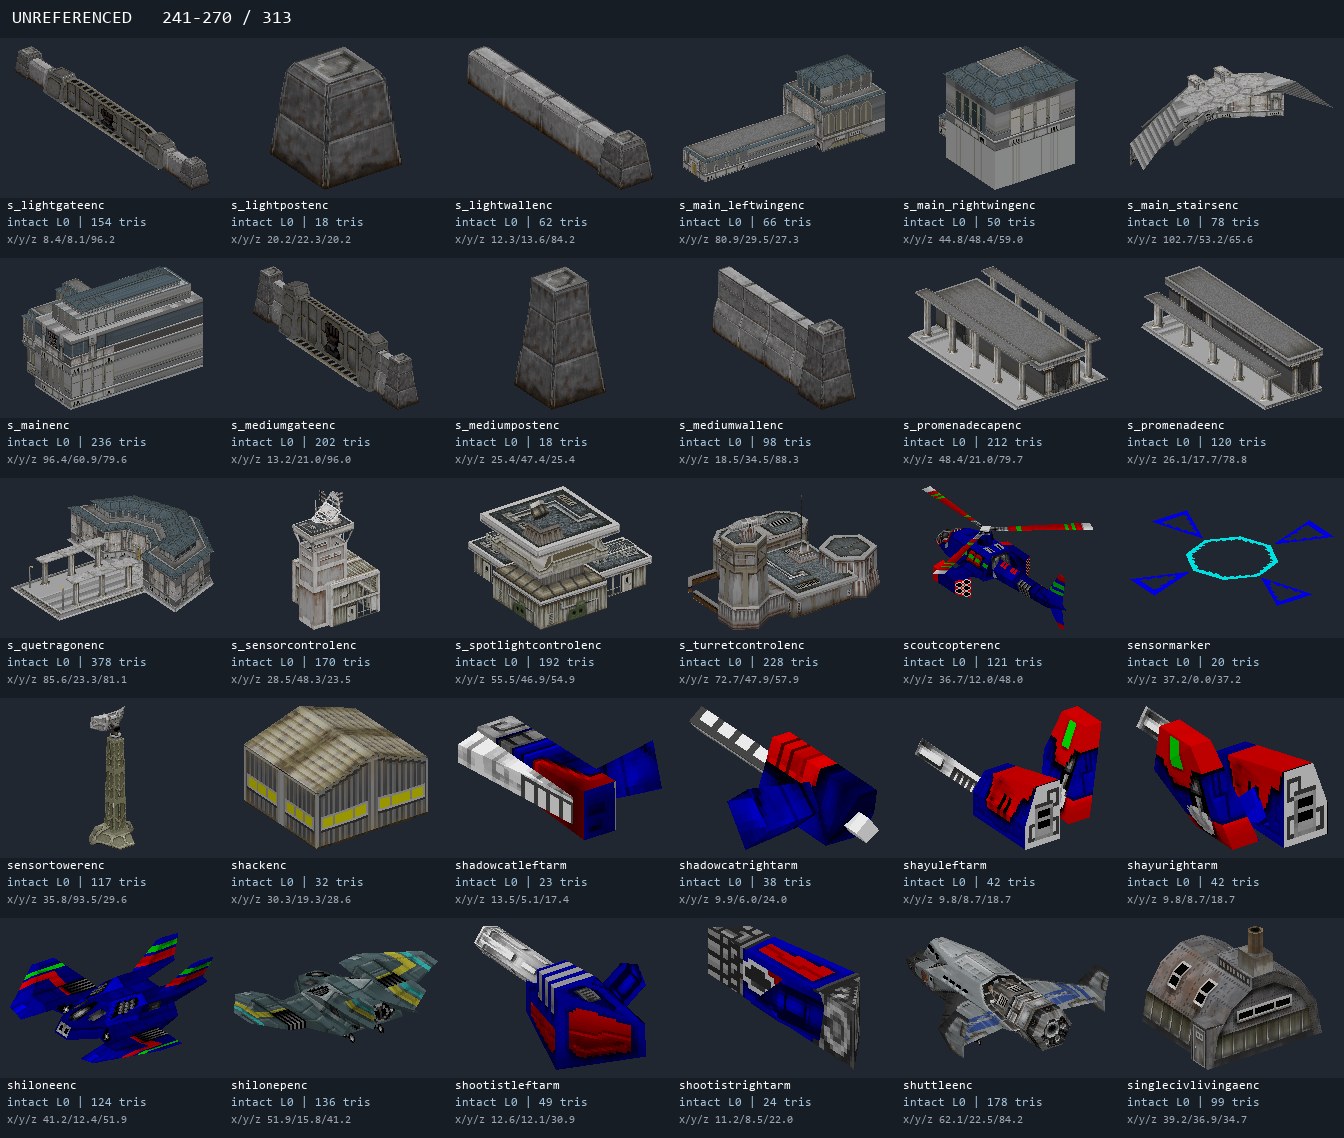 UNREFERENCED 241-270 / 313
s_lightgateenc
intact L0 | 154 tris
x/y/z 8.4/8.1/96.2
s_lightpostenc
intact L0 | 18 tris
x/y/z 20.2/22.3/20.2
s_lightwallenc
intact L0 | 62 tris
x/y/z 12.3/13.6/84.2
s_main_leftwingenc
intact L0 | 66 tris
x/y/z 80.9/29.5/27.3
s_main_rightwingenc
intact L0 | 50 tris
x/y/z 44.8/48.4/59.0
s_main_stairsenc
intact L0 | 78 tris
x/y/z 102.7/53.2/65.6
s_mainenc
intact L0 | 236 tris
x/y/z 96.4/60.9/79.6
s_mediumgateenc
intact L0 | 202 tris
x/y/z 13.2/21.0/96.0
s_mediumpostenc
intact L0 | 18 tris
x/y/z 25.4/47.4/25.4
s_mediumwallenc
intact L0 | 98 tris
x/y/z 18.5/34.5/88.3
s_promenadecapenc
intact L0 | 212 tris
x/y/z 48.4/21.0/79.7
s_promenadeenc
intact L0 | 120 tris
x/y/z 26.1/17.7/78.8
s_quetragonenc
intact L0 | 378 tris
x/y/z 85.6/23.3/81.1
s_sensorcontrolenc
intact L0 | 170 tris
x/y/z 28.5/48.3/23.5
s_spotlightcontrolenc
intact L0 | 192 tris
x/y/z 55.5/46.9/54.9
s_turretcontrolenc
intact L0 | 228 tris
x/y/z 72.7/47.9/57.9
scoutcopterenc
intact L0 | 121 tris
x/y/z 36.7/12.0/48.0
sensormarker
intact L0 | 20 tris
x/y/z 37.2/0.0/37.2
sensortowerenc
intact L0 | 117 tris
x/y/z 35.8/93.5/29.6
shackenc
intact L0 | 32 tris
x/y/z 30.3/19.3/28.6
shadowcatleftarm
intact L0 | 23 tris
x/y/z 13.5/5.1/17.4
shadowcatrightarm
intact L0 | 38 tris
x/y/z 9.9/6.0/24.0
shayuleftarm
intact L0 | 42 tris
x/y/z 9.8/8.7/18.7
shayurightarm
intact L0 | 42 tris
x/y/z 9.8/8.7/18.7
shiloneenc
intact L0 | 124 tris
x/y/z 41.2/12.4/51.9
shilonepenc
intact L0 | 136 tris
x/y/z 51.9/15.8/41.2
shootistleftarm
intact L0 | 49 tris
x/y/z 12.6/12.1/30.9
shootistrightarm
intact L0 | 24 tris
x/y/z 11.2/8.5/22.0
shuttleenc
intact L0 | 178 tris
x/y/z 62.1/22.5/84.2
singlecivlivingaenc
intact L0 | 99 tris
x/y/z 39.2/36.9/34.7